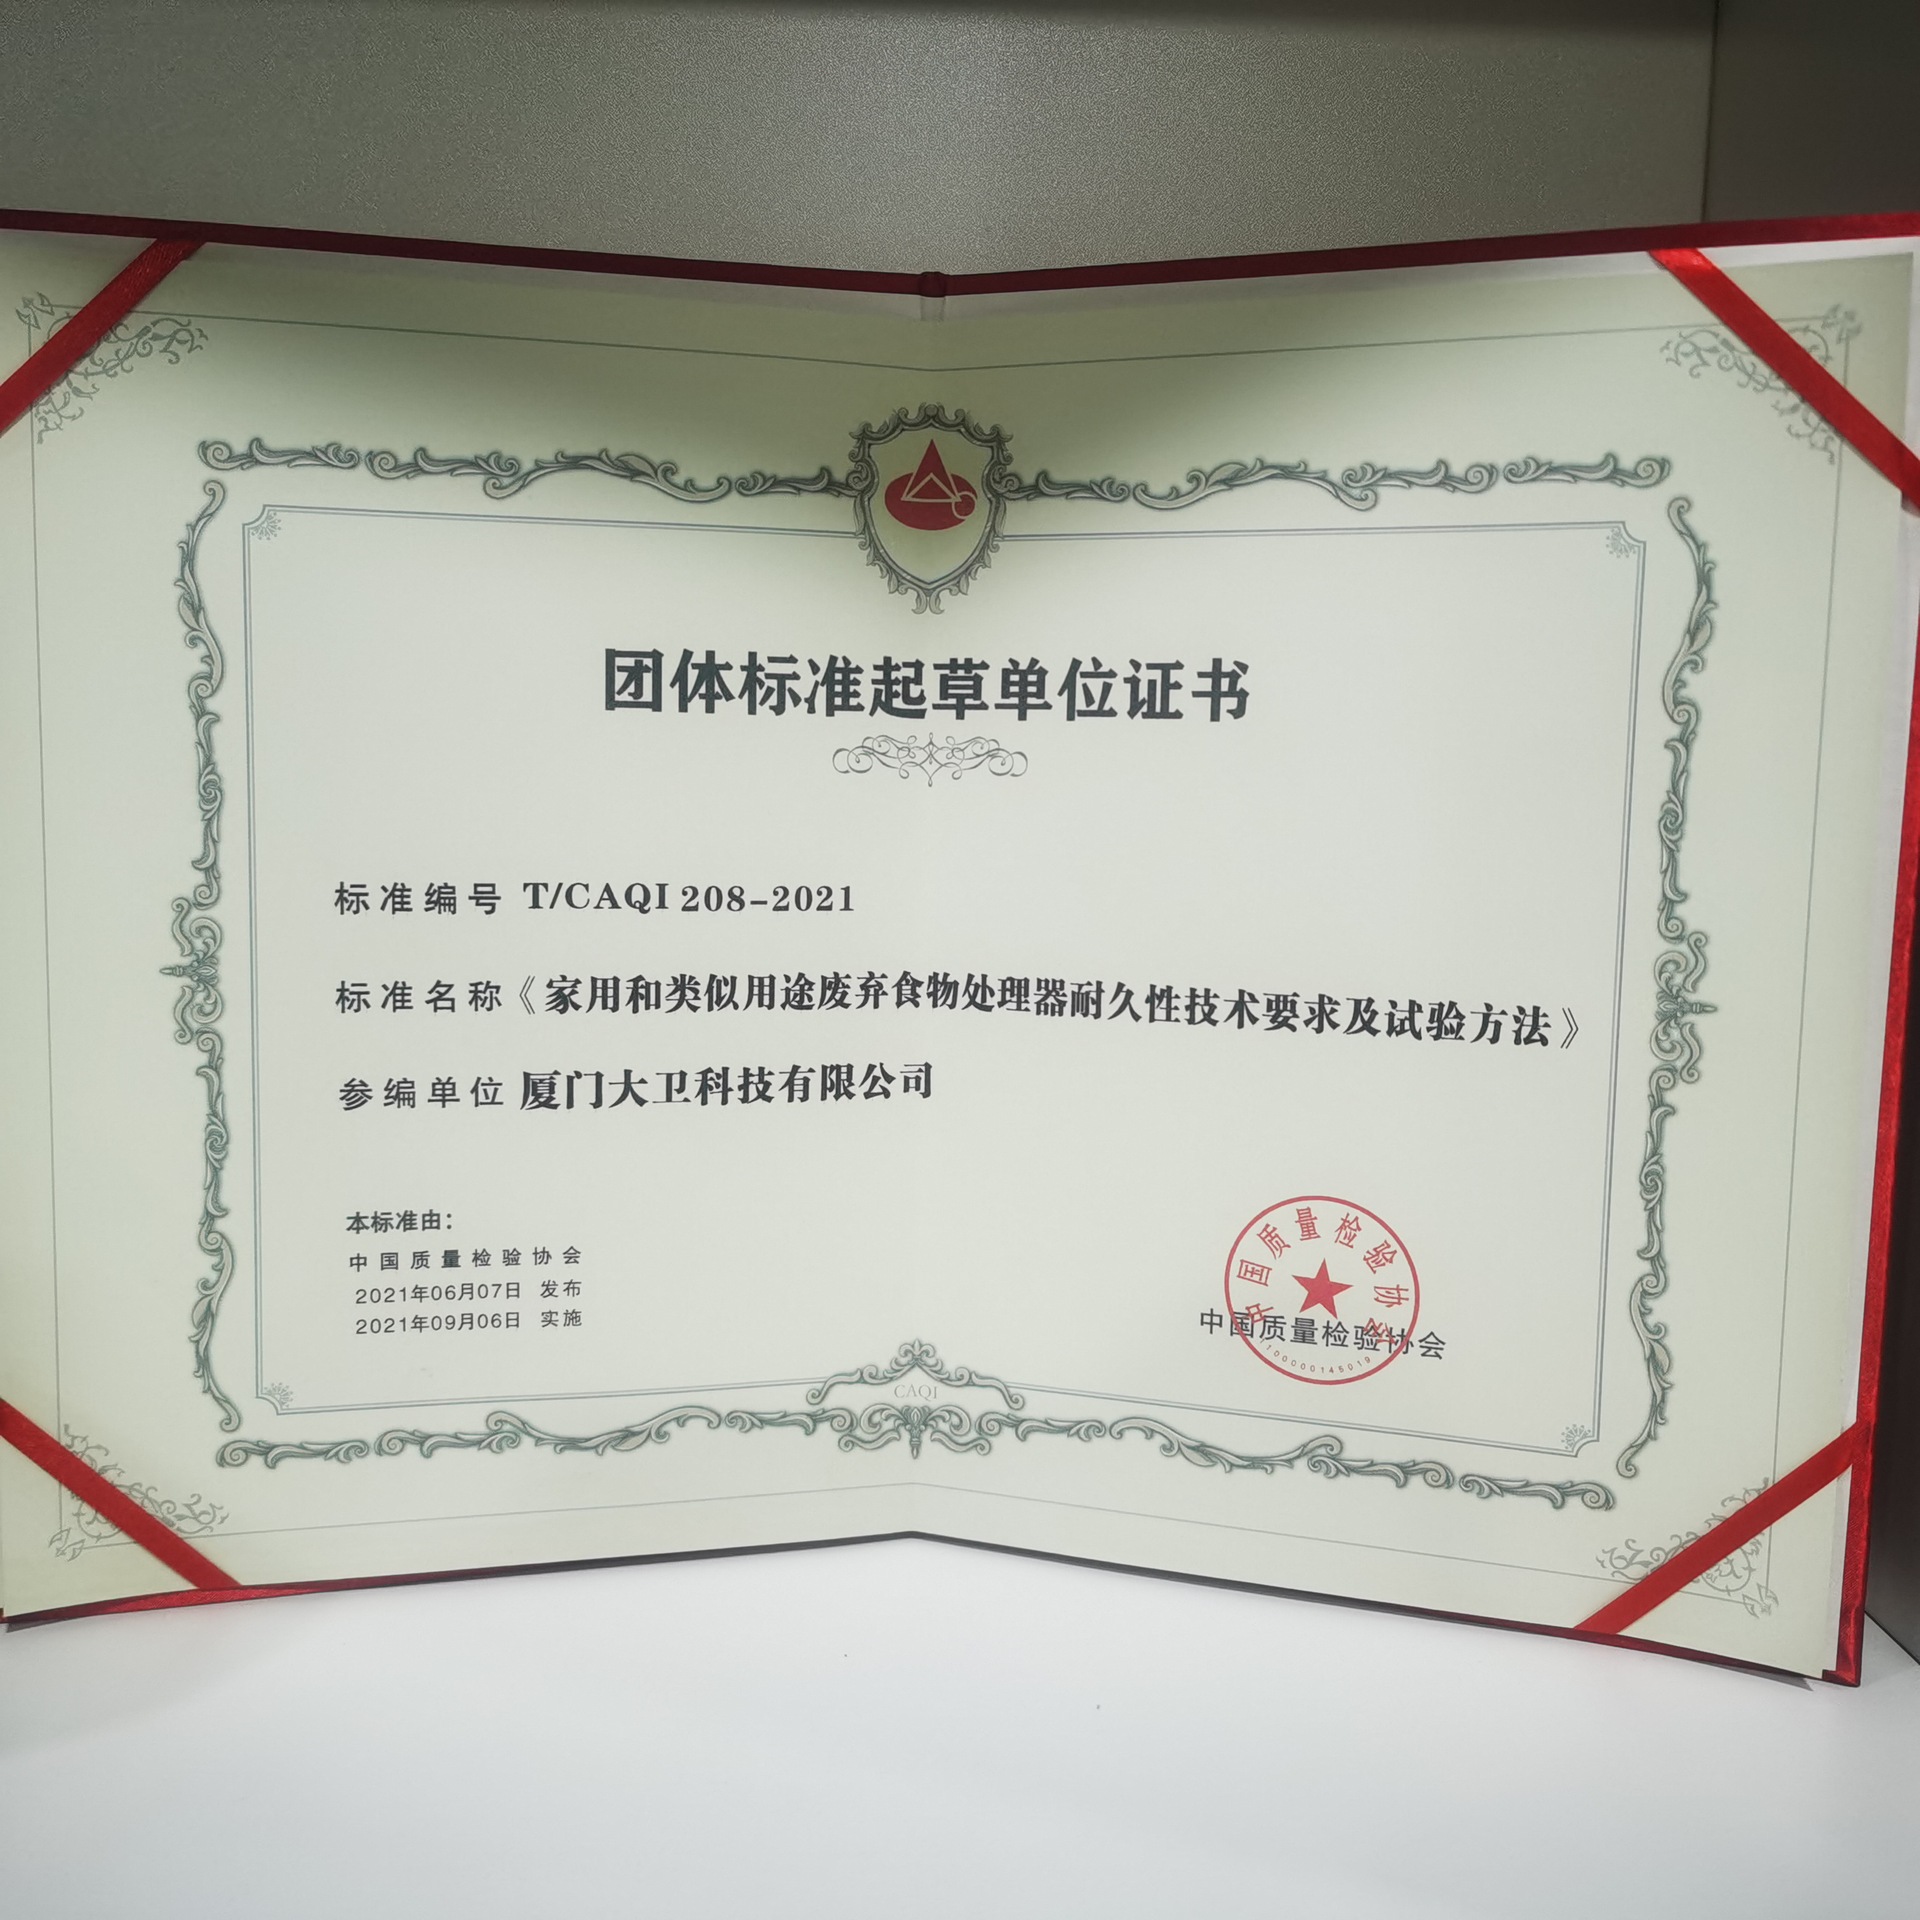 团体标准起草单位证书
标准编号 T/CAQI 208-2021
标准名称《家用和类似用途废弃食物处理器耐久性技术要求及试验方法》
参编单位 厦门大卫科技有限公司
本标准由：
中国质量检验协会
2021年06月07日 发布
2021年09月06日 实施
中国质量检验协会
中国质量检验协会
1100000145019
CAQI